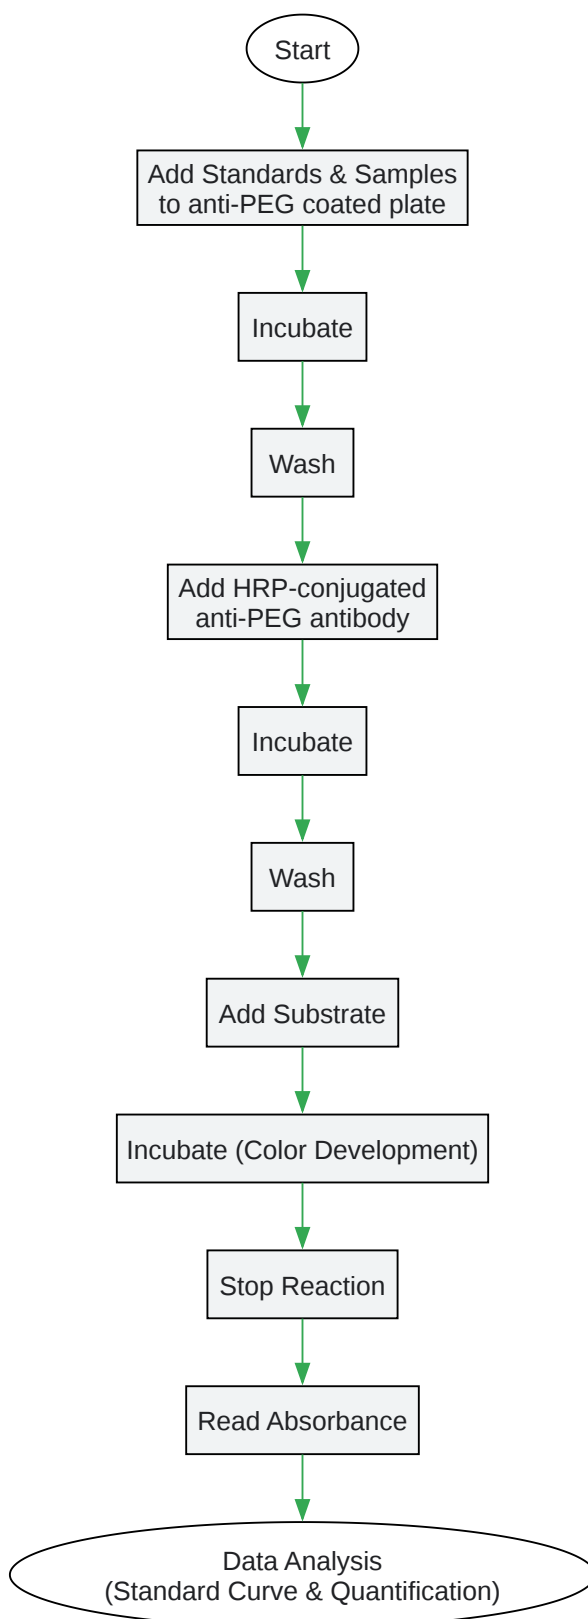 Start
Add Standards & Samples
to anti-PEG coated plate
Incubate
Wash
Add HRP-conjugated
anti-PEG antibody
Incubate
Wash
Add Substrate
Incubate (Color Development)
Stop Reaction
Read Absorbance
Data Analysis
(Standard Curve & Quantification)